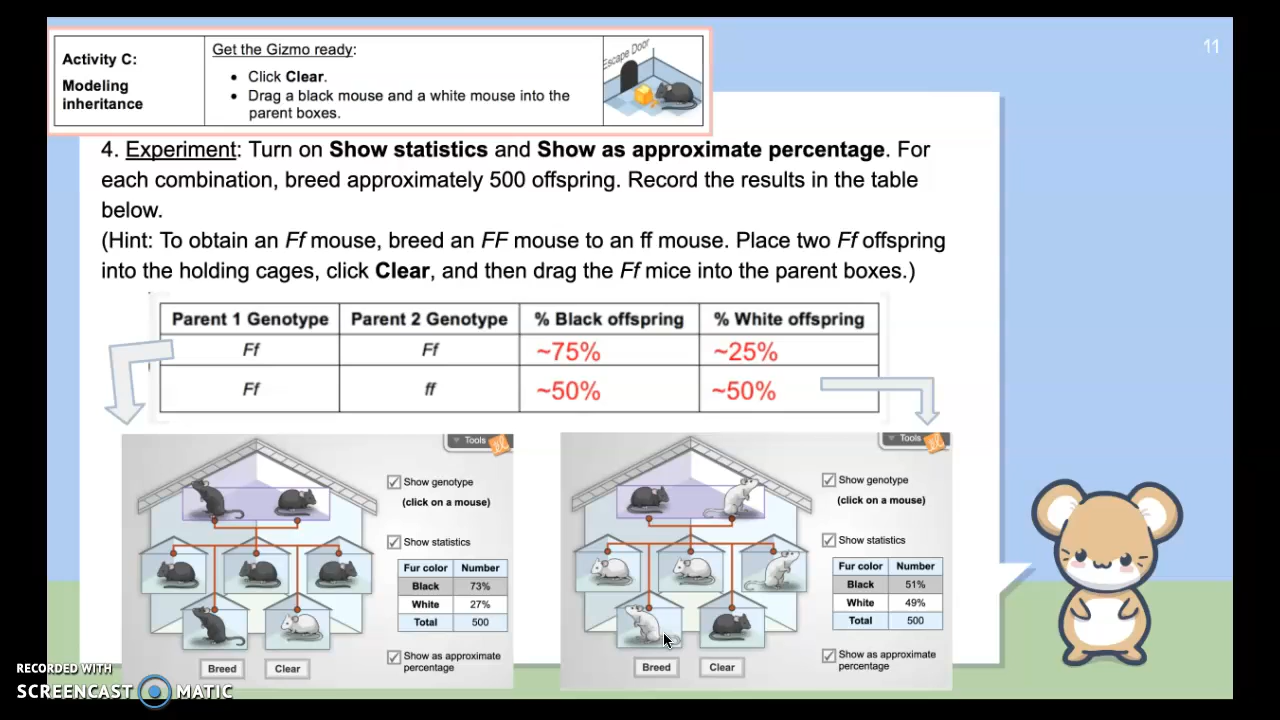 11
Activity C:
Modeling
inheritance
Get the Gizmo ready:
• Click Clear.
• Drag a black mouse and a white mouse into the
parent boxes.
Escape Door
4. Experiment: Turn on Show statistics and Show as approximate percentage. For
each combination, breed approximately 500 offspring. Record the results in the table
below.
(Hint: To obtain an Ff mouse, breed an FF mouse to an ff mouse. Place two Ff offspring
into the holding cages, click Clear, and then drag the Ff mice into the parent boxes.)
Parent 1 Genotype Parent 2 Genotype % Black offspring % White offspring
Ff Ff ~75% ~25%
Ff ff ~50% ~50%
Tools
Show genotype
(click on a mouse)
Show statistics
Fur color Number
Black 73%
White 27%
Total 500
Show as approximate
percentage
Breed Clear
Tools
Show genotype
(click on a mouse)
Show statistics
Fur color Number
Black 51%
White 49%
Total 500
Show as approximate
percentage
Breed Clear
RECORDED WITH
SCREENCAST MATIC